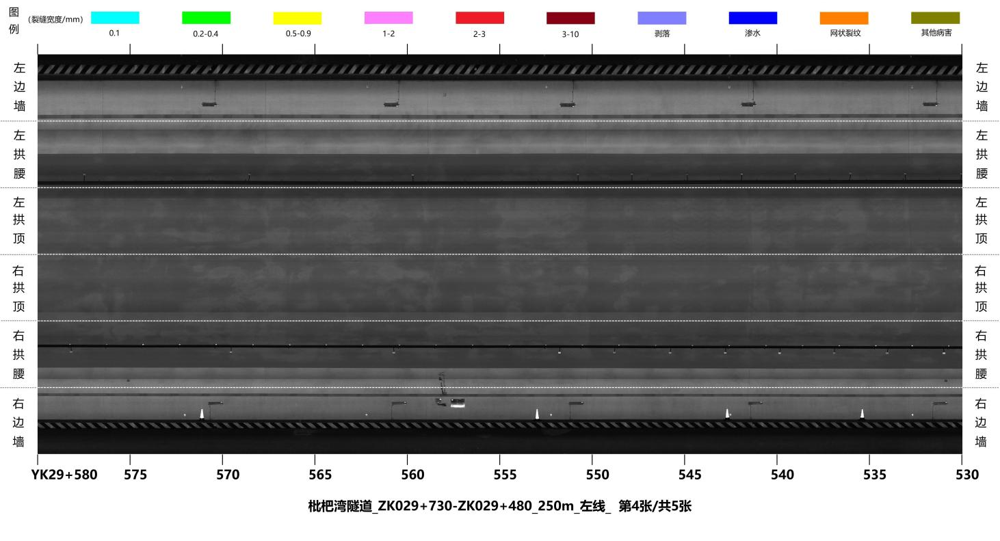 图例 (裂缝宽度/mm) 0.1 0.2-0.4 0.5-0.9 1-2 2-3 3-10 剥落 渗水 网状裂纹 其他病害
左边墙 左边墙
左拱腰 左拱腰
左拱顶 左拱顶
右拱顶 右拱顶
右拱腰 右拱腰
右边墙 右边墙
YK29+580 575 570 565 560 555 550 545 540 535 530
枇杷湾隧道_ZK029+730-ZK029+480_250m_左线_ 第4张/共5张